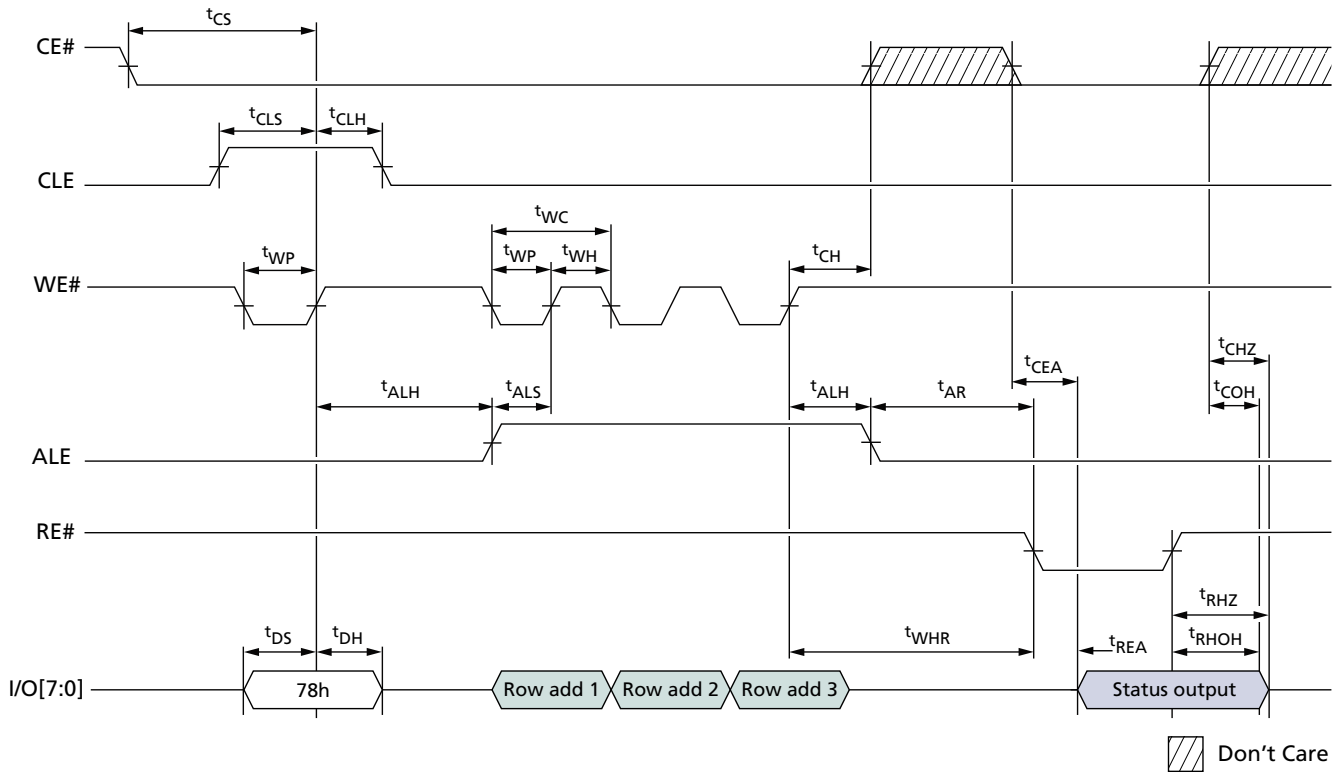 tCS
CE#
tCLS
tCLH
CLE
tWC
tWP
tWP
tWH
tCH
WE#
tCEA
tCHZ
tALH
tALS
tALH
tAR
tCOH
ALE
RE#
tRHZ
tDS
tDH
tWHR
tREA
tRHOH
I/O[7:0]
78h
Row add 1
Row add 2
Row add 3
Status output
Don't Care